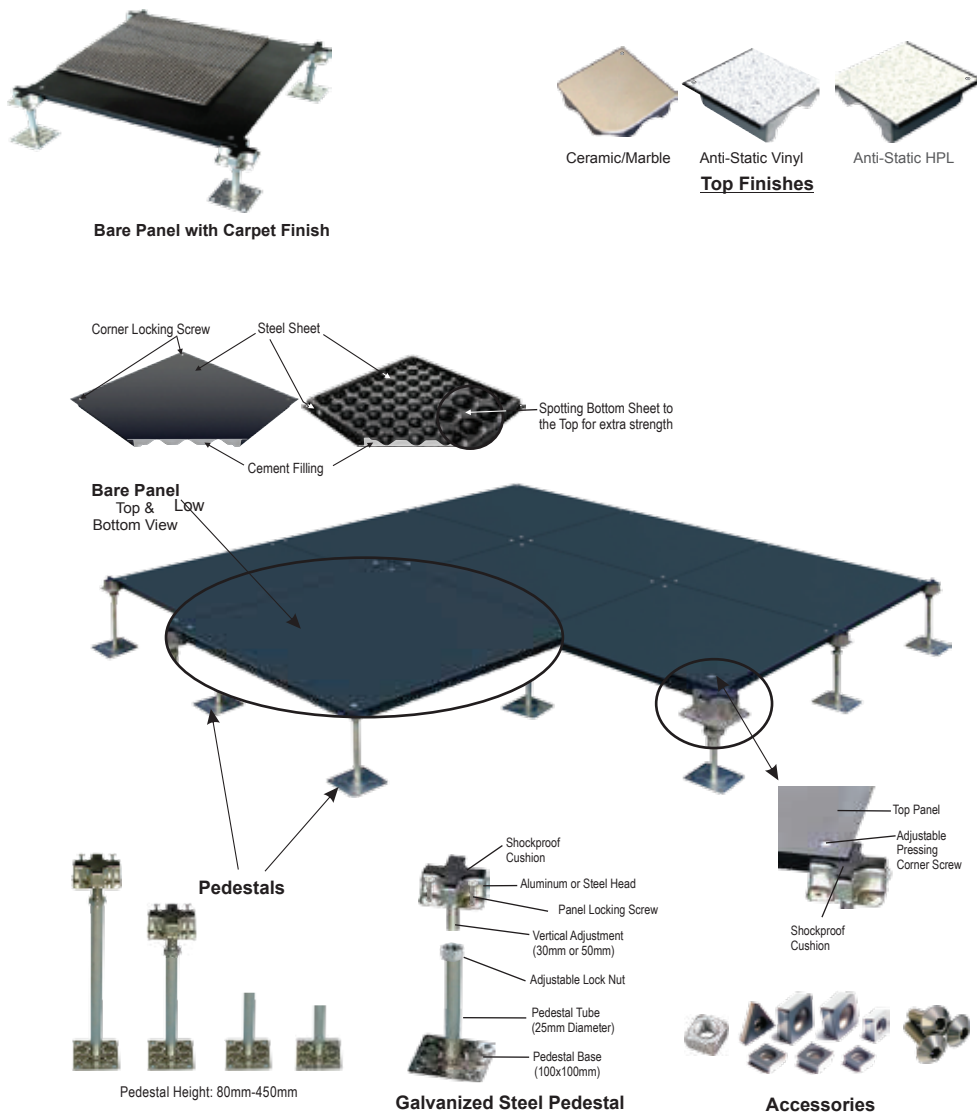 Ceramic/Marble
Anti-Static Vinyl
Anti-Static HPL
Top Finishes
Bare Panel with Carpet Finish
Corner Locking Screw
Steel Sheet
Spotting Bottom Sheet to
the Top for extra strength
Cement Filling
Bare Panel
Top & Low
Bottom View
Top Panel
Adjustable
Pressing
Corner Screw
Shockproof
Cushion
Pedestals
Shockproof
Cushion
Aluminum or Steel Head
Panel Locking Screw
Vertical Adjustment
(30mm or 50mm)
Adjustable Lock Nut
Pedestal Tube
(25mm Diameter)
Pedestal Base
(100x100mm)
Pedestal Height: 80mm-450mm
Galvanized Steel Pedestal
Accessories